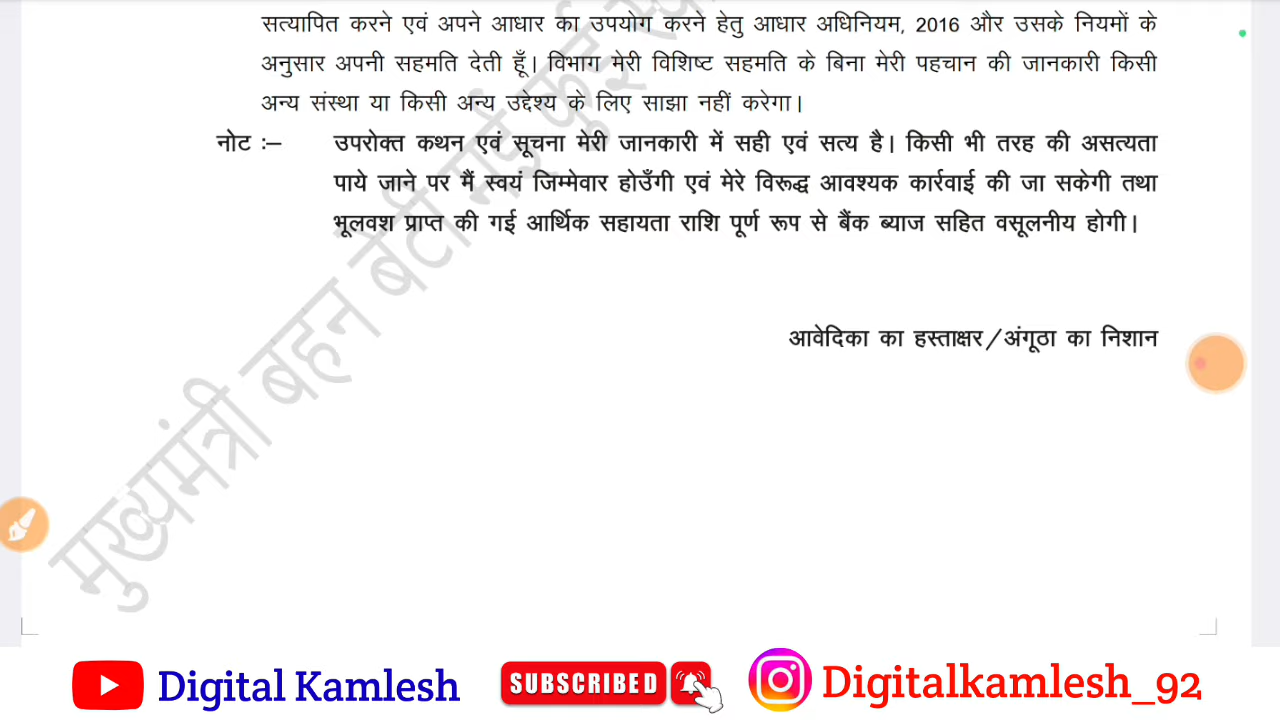 सत्यापित करने एवं अपने आधार का उपयोग करने हेतु आधार अधिनियम, 2016 और उसके नियमों के
अनुसार अपनी सहमति देती हूँ। विभाग मेरी विशिष्ट सहमति के बिना मेरी पहचान की जानकारी किसी
अन्य संस्था या किसी अन्य उद्देश्य के लिए साझा नहीं करेगा।
नोट :– उपरोक्त कथन एवं सूचना मेरी जानकारी में सही एवं सत्य है। किसी भी तरह की असत्यता
पाये जाने पर मैं स्वयं जिम्मेवार होउँगी एवं मेरे विरूद्ध आवश्यक कार्रवाई की जा सकेगी तथा
भूलवश प्राप्त की गई आर्थिक सहायता राशि पूर्ण रूप से बैंक ब्याज सहित वसूलनीय होगी।
आवेदिका का हस्ताक्षर/अंगूठा का निशान
मुख्यमंत्री बहन बेटी मई कुई
Digital Kamlesh
SUBSCRIBED
Digitalkamlesh_92